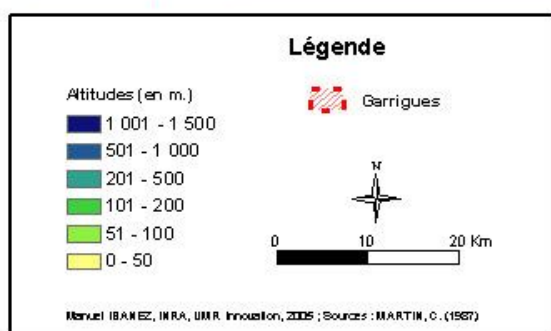 Légende
Altitudes (en m.)
Garrigues
1 001 - 1 500
501 - 1 000
201 - 500
101 - 200
51 - 100
0 - 50
N
0 10 20 Km
Manuel IBANEZ, INRA, UMR Innovation, 2005 ; Sources : MARTIN, C. (1987)